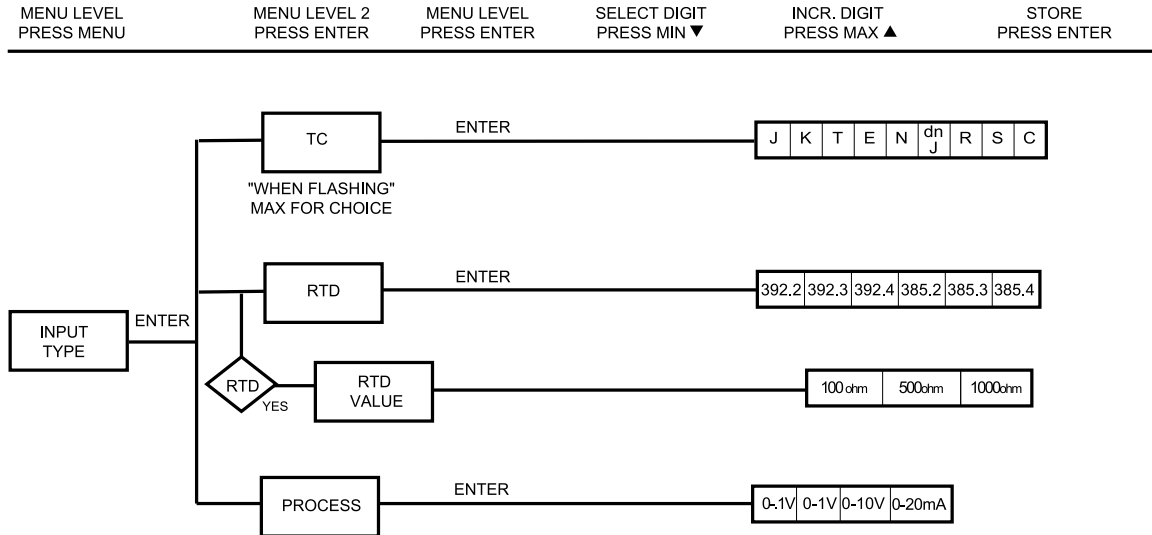 MENU LEVEL
PRESS MENU
MENU LEVEL 2
PRESS ENTER
MENU LEVEL
PRESS ENTER
SELECT DIGIT
PRESS MIN ▼
INCR. DIGIT
PRESS MAX ▲
STORE
PRESS ENTER
TC
ENTER
J K T E N dn J R S C
"WHEN FLASHING"
MAX FOR CHOICE
RTD
ENTER
392.2 392.3 392.4 385.2 385.3 385.4
INPUT
TYPE
ENTER
RTD
YES
RTD
VALUE
100 ohm 500ohm 1000ohm
PROCESS
ENTER
0-.1V 0-1V 0-10V 0-20mA